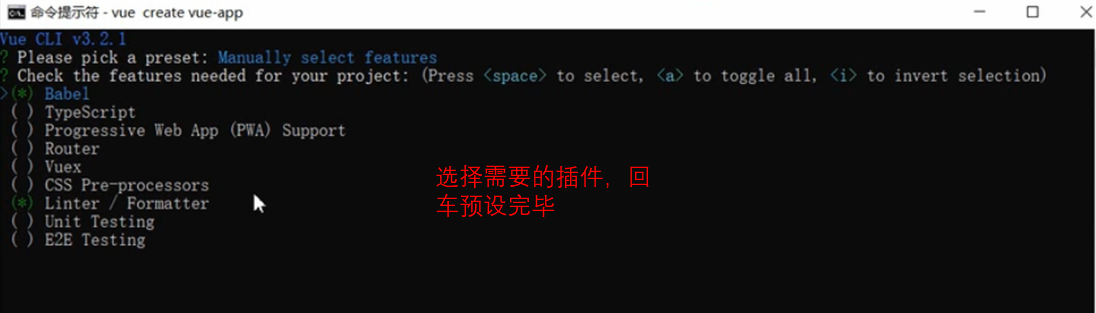 命令提示符 - vue  create vue-app
Vue CLI v3.2.1
? Please pick a preset: Manually select features
? Check the features needed for your project: (Press <space> to select, <a> to toggle all, <i> to invert selection)
>(*) Babel
( ) TypeScript
( ) Progressive Web App (PWA) Support
( ) Router
( ) Vuex
( ) CSS Pre-processors
(*) Linter / Formatter
( ) Unit Testing
( ) E2E Testing
选择需要的插件，回
车预设完毕